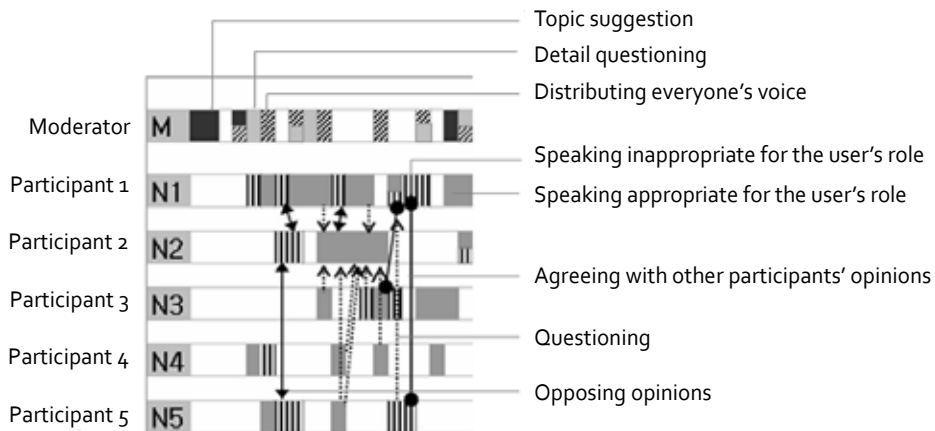 Topic suggestion
Detail questioning
Distributing everyone's voice
Moderator M
Speaking inappropriate for the user's role
Participant 1 N1
Speaking appropriate for the user's role
Participant 2 N2
Agreeing with other participants' opinions
Participant 3 N3
Questioning
Participant 4 N4
Opposing opinions
Participant 5 N5